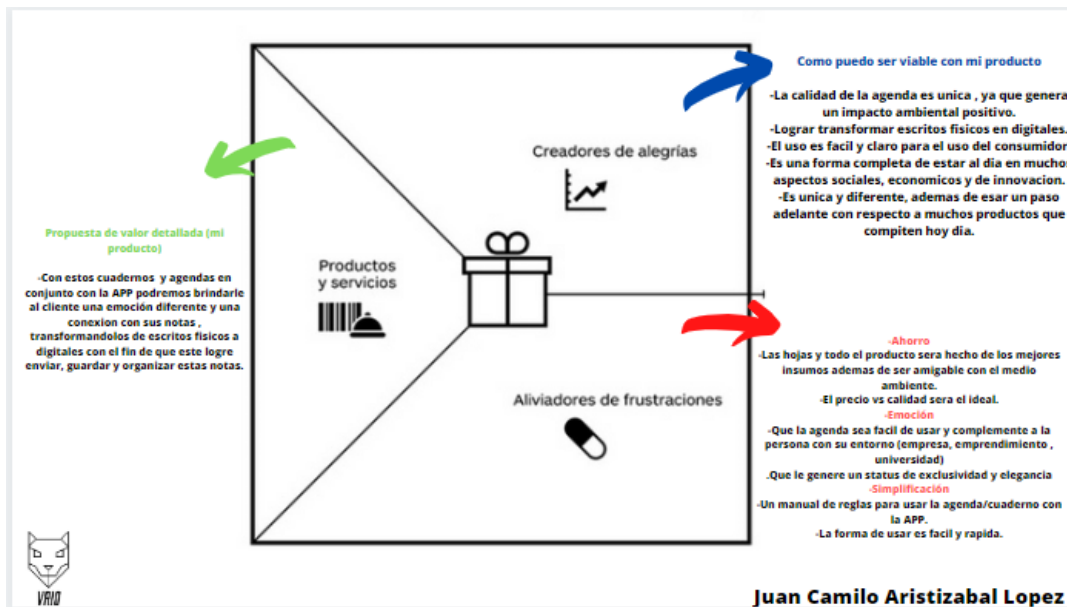 Como puedo ser viable con mi producto
-La calidad de la agenda es unica , ya que genera
un impacto ambiental positivo.
-Lograr transformar escritos fisicos en digitales.
-El uso es facil y claro para el uso del consumidor
-Es una forma completa de estar al dia en muchos
aspectos sociales, economicos y de innovacion.
-Es unica y diferente, ademas de esar un paso
adelante con respecto a muchos productos que
compiten hoy dia.
Creadores de alegrías
Propuesta de valor detallada (mi
producto)
-Con estos cuadernos y agendas en
conjunto con la APP podremos brindarle
al cliente una emoción diferente y una
conexion con sus notas ,
transformandolos de escritos fisicos a
digitales con el fin de que este logre
enviar, guardar y organizar estas notas.
Productos
y servicios
Aliviadores de frustraciones
-Ahorro
-Las hojas y todo el producto sera hecho de los mejores
insumos ademas de ser amigable con el medio
ambiente.
-El precio vs calidad sera el ideal.
-Emoción
-Que la agenda sea facil de usar y complemente a la
persona con su entorno (empresa, emprendimiento ,
universidad)
.Que le genere un status de exclusividad y elegancia
-Simplificación
-Un manual de reglas para usar la agenda/cuaderno con
la APP.
-La forma de usar es facil y rapida.
VRIO
Juan Camilo Aristizabal Lopez